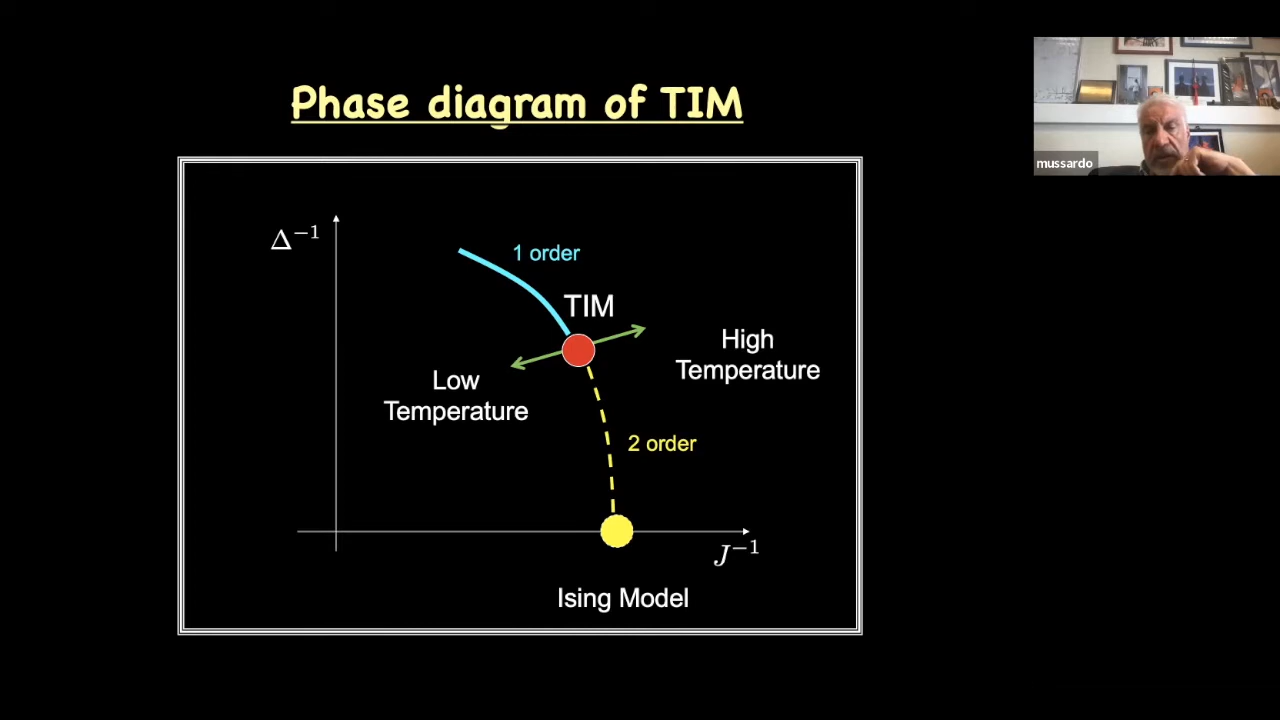 Phase diagram of TIM
mussardo
Δ⁻¹
1 order
TIM
High
Temperature
Low
Temperature
2 order
J⁻¹
Ising Model